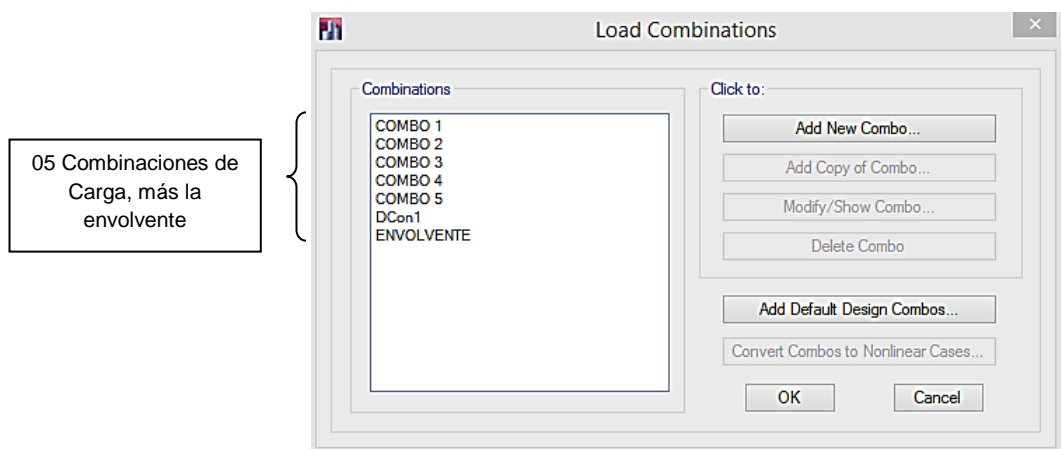 Load Combinations
05 Combinaciones de
Carga, más la
envolvente
Combinations
COMBO 1
COMBO 2
COMBO 3
COMBO 4
COMBO 5
DCon1
ENVOLVENTE
Click to:
Add New Combo...
Add Copy of Combo...
Modify/Show Combo...
Delete Combo
Add Default Design Combos...
Convert Combos to Nonlinear Cases...
OK
Cancel